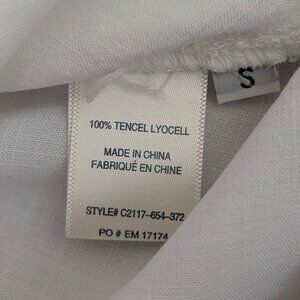 S
100% TENCEL LYOCELL
MADE IN CHINA
FABRIQUÉ EN CHINE
STYLE# C2117-654-372
PO # EM 17174